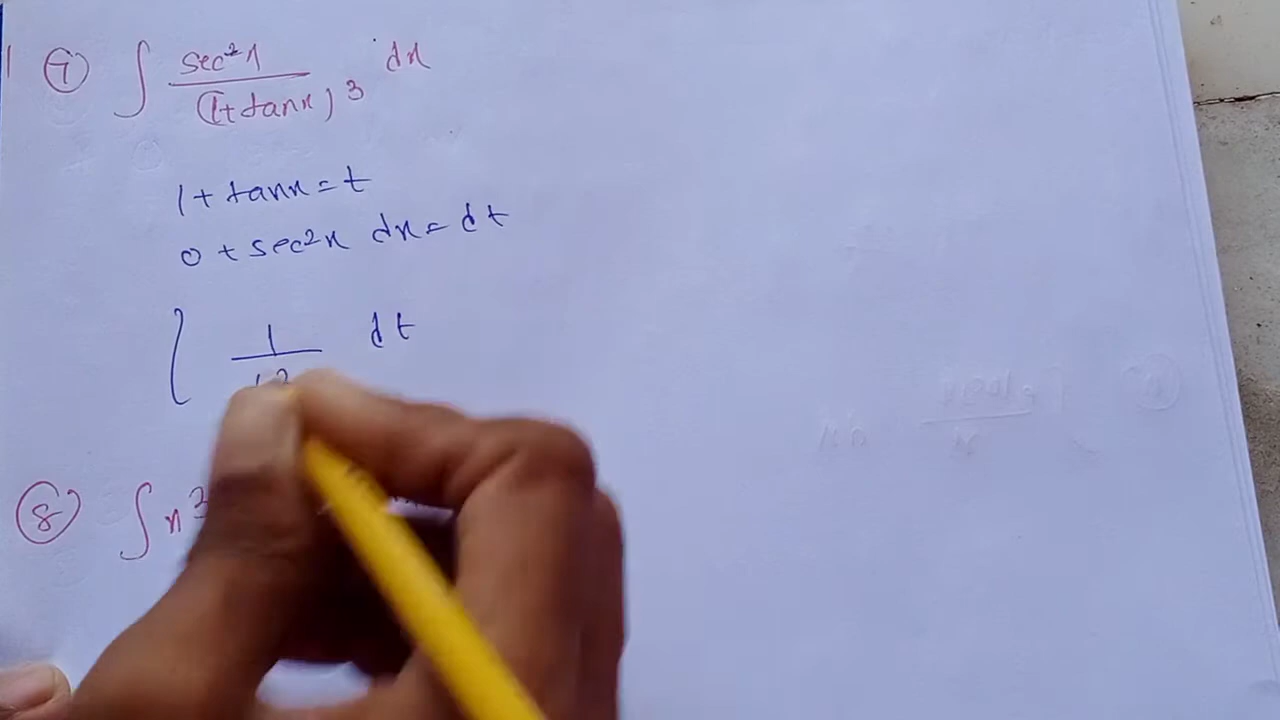 ⑦ ∫ sec²x / (1+tanx)³ dx
1 + tanx = t
0 + sec²x dx = dt
∫ 1 / t³ dt
⑧ ∫ x³